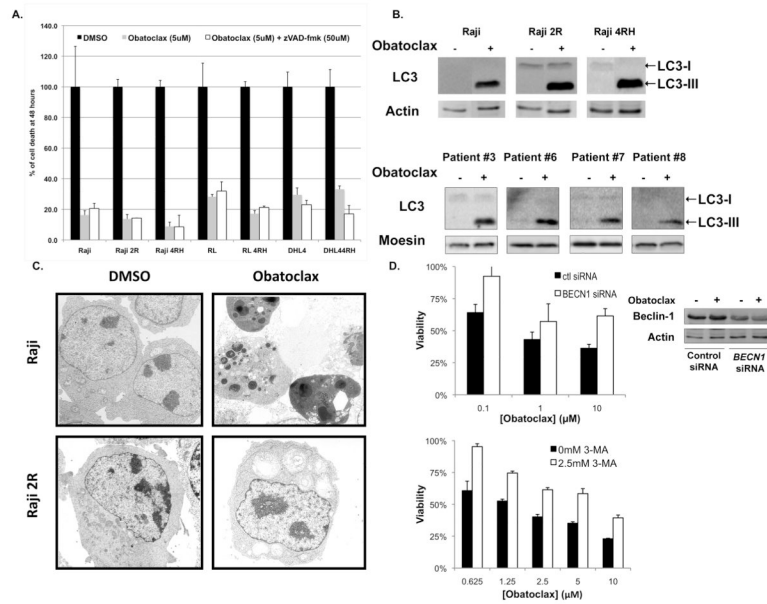 A.
DMSO Obatoclax (5uM) Obatoclax (5uM) + zVAD-fmk (50uM)
% of cell death at 48 hours
140.0
120.0
100.0
80.0
60.0
40.0
20.0
0.0
Raji Raji 2R Raji 4RH RL RL 4RH DHL4 DHL44RH
B.
Raji Raji 2R Raji 4RH
Obatoclax - + - + - +
LC3
←LC3-I
←LC3-III
Actin
Patient #3 Patient #6 Patient #7 Patient #8
Obatoclax - + - + - + - +
LC3
←LC3-I
←LC3-III
Moesin
C.
DMSO Obatoclax
Raji
Raji 2R
D.
ctl siRNA
BECN1 siRNA
Viability
100%
75%
50%
25%
0%
0.1 1 10
[Obatoclax] (µM)
Obatoclax
- + - +
Beclin-1
Actin
Control siRNA
BECN1 siRNA
0mM 3-MA
2.5mM 3-MA
Viability
100%
75%
50%
25%
0%
0.625 1.25 2.5 5 10
[Obatoclax] (µM)